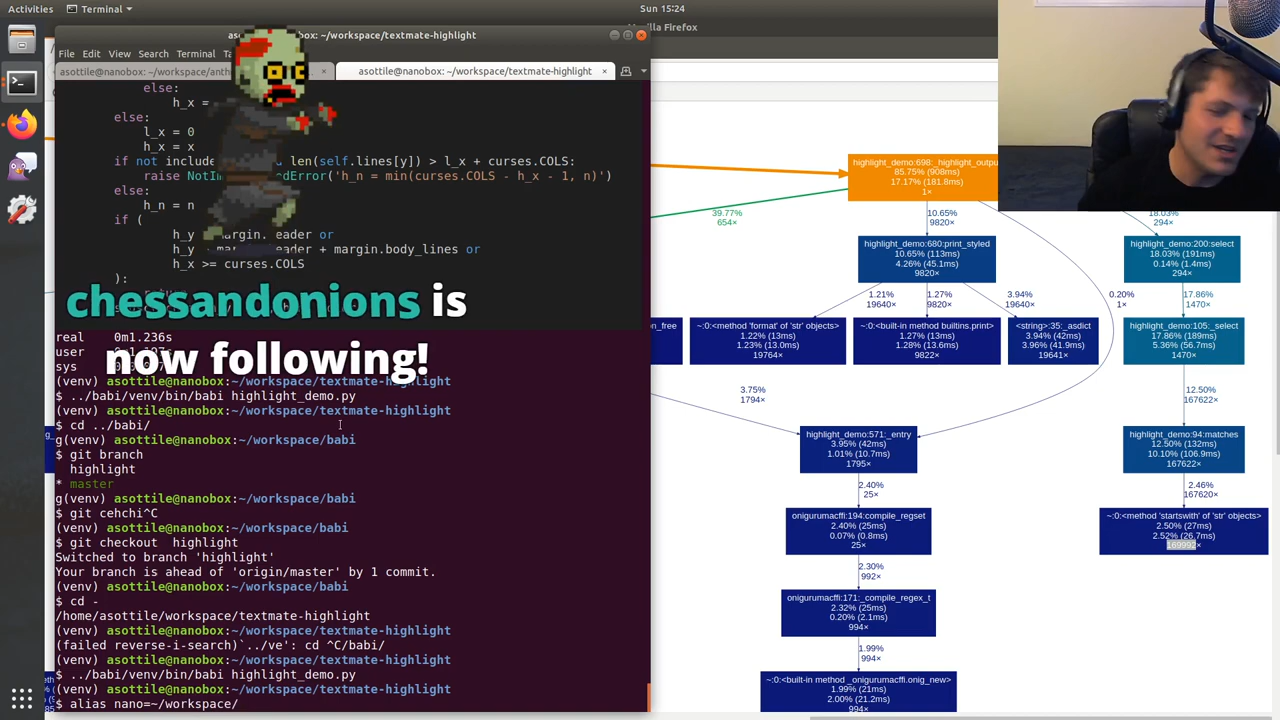 Activities
Terminal
Sun 15:24
Mozilla Firefox
~/workspace/textmate-highlight
File Edit View Search Terminal
asottile@nanobox: ~/workspace/
asottile@nanobox: ~/workspace/textmate-highlight
else:
h_x =
else:
l_x = 0
h_x = x
if not include len(self.lines[y]) > l_x + curses.COLS:
raise 'h_n = min(curses.COLS - h_x - 1, n)')
else:
h_n = n
if (
h_y margin.header or
h_y margin.header + margin.body_lines or
h_x >= curses.COLS
):
chessandonions is
now following!
real 0m1.236s
user
sys
(venv) asottile@nanobox:~/workspace/textmate-highlight
$ ../babi/venv/bin/babi highlight_demo.py
(venv) asottile@nanobox:~/workspace/textmate-highlight
$ cd ../babi/
g(venv) asottile@nanobox:~/workspace/babi
$ git branch
highlight
* master
g(venv) asottile@nanobox:~/workspace/babi
$ git cehchi^C
(venv) asottile@nanobox:~/workspace/babi
$ git checkout  highlight
Switched to branch 'highlight'
Your branch is ahead of 'origin/master' by 1 commit.
(venv) asottile@nanobox:~/workspace/babi
$ cd -
/home/asottile/workspace/textmate-highlight
(venv) asottile@nanobox:~/workspace/textmate-highlight
(failed reverse-i-search)`../ve': cd ^C/babi/
(venv) asottile@nanobox:~/workspace/textmate-highlight
$ ../babi/venv/bin/babi highlight_demo.py
(venv) asottile@nanobox:~/workspace/textmate-highlight
$ alias nano=~/workspace/
highlight_demo:698:_highlight_outpu
85.75% (908ms)
17.17% (181.8ms)
1×
39.77%
654×
10.65%
9820×
18.03%
294×
highlight_demo:680:print_styled
10.65% (113ms)
4.26% (45.1ms)
9820×
highlight_demo:200:select
18.03% (191ms)
0.14% (1.4ms)
294×
1.21%
19640×
1.27%
9820×
3.94%
19640×
0.20%
1×
17.86%
1470×
~:0:<method 'format' of 'str' objects>
1.22% (13ms)
1.23% (13.0ms)
19764×
~:0:<built-in method builtins.print>
1.27% (13ms)
1.28% (13.6ms)
9822×
<string>:35:_asdict
3.94% (42ms)
3.96% (41.9ms)
19641×
highlight_demo:105:_select
17.86% (189ms)
5.36% (56.7ms)
1470×
3.75%
1794×
12.50%
167622×
highlight_demo:571:_entry
3.95% (42ms)
1.01% (10.7ms)
1795×
highlight_demo:94:matches
12.50% (132ms)
10.10% (106.9ms)
167622×
2.40%
25×
2.46%
167620×
onigurumacffi:194:compile_regset
2.40% (25ms)
0.07% (0.8ms)
25×
~:0:<method 'startswith' of 'str' objects>
2.50% (27ms)
2.52% (26.7ms)
169992×
2.30%
992×
onigurumacffi:171:_compile_regex_t
2.32% (25ms)
0.20% (2.1ms)
994×
1.99%
994×
~:0:<built-in method _onigurumacffi.onig_new>
1.99% (21ms)
2.00% (21.2ms)
994×